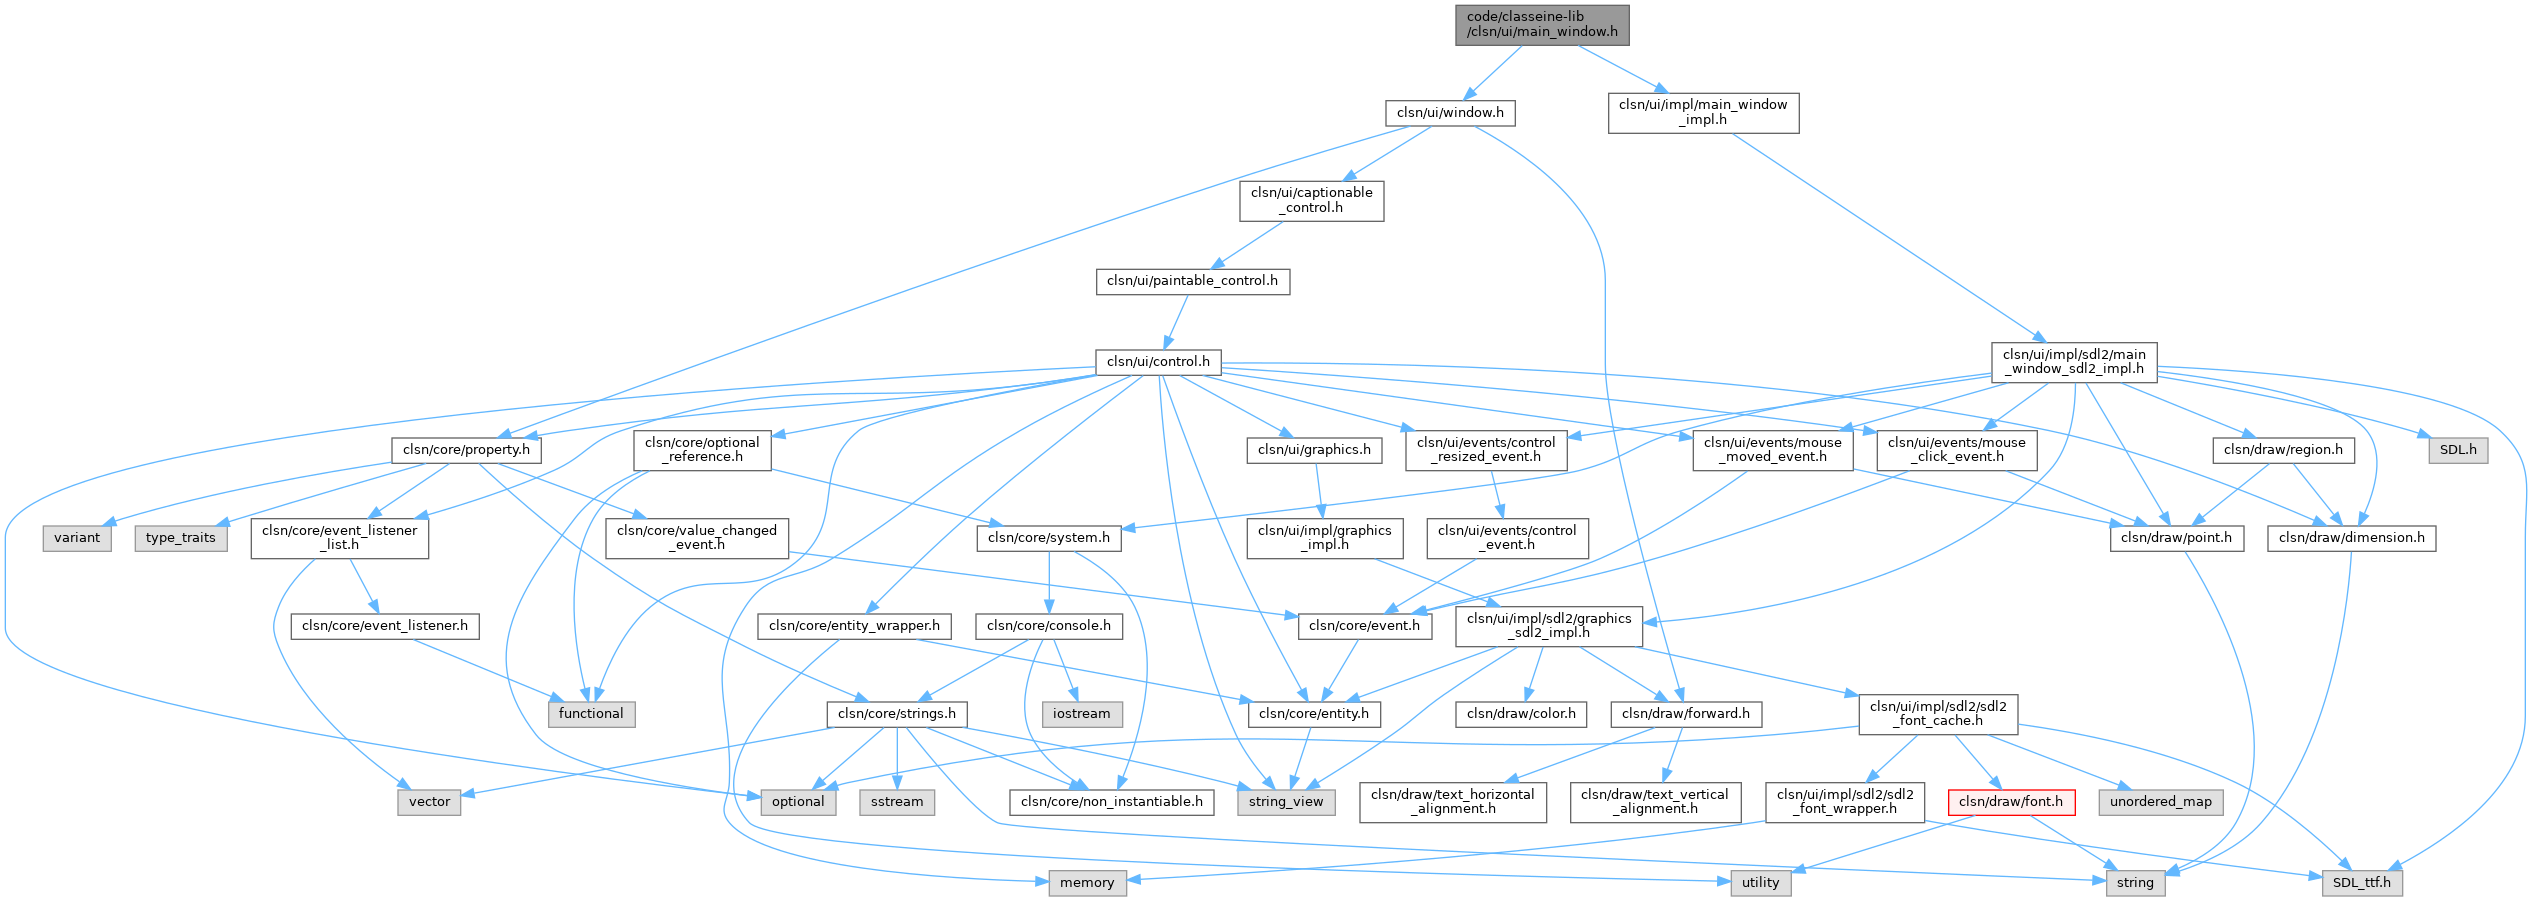 code/classeine-lib
/clsn/ui/main_window.h
clsn/ui/window.h
clsn/ui/impl/main_window
_impl.h
clsn/ui/captionable
_control.h
clsn/ui/paintable_control.h
clsn/ui/control.h
clsn/ui/impl/sdl2/main
_window_sdl2_impl.h
clsn/core/property.h
clsn/core/optional
_reference.h
clsn/ui/graphics.h
clsn/ui/events/control
_resized_event.h
clsn/ui/events/mouse
_moved_event.h
clsn/ui/events/mouse
_click_event.h
clsn/draw/region.h
SDL.h
variant
type_traits
clsn/core/event_listener
_list.h
clsn/core/value_changed
_event.h
clsn/core/system.h
clsn/ui/impl/graphics
_impl.h
clsn/ui/events/control
_event.h
clsn/draw/point.h
clsn/draw/dimension.h
clsn/core/event_listener.h
clsn/core/entity_wrapper.h
clsn/core/console.h
clsn/core/event.h
clsn/ui/impl/sdl2/graphics
_sdl2_impl.h
functional
clsn/core/strings.h
iostream
clsn/core/entity.h
clsn/draw/color.h
clsn/draw/forward.h
clsn/ui/impl/sdl2/sdl2
_font_cache.h
vector
optional
sstream
clsn/core/non_instantiable.h
string_view
clsn/draw/text_horizontal
_alignment.h
clsn/draw/text_vertical
_alignment.h
clsn/ui/impl/sdl2/sdl2
_font_wrapper.h
clsn/draw/font.h
unordered_map
memory
utility
string
SDL_ttf.h